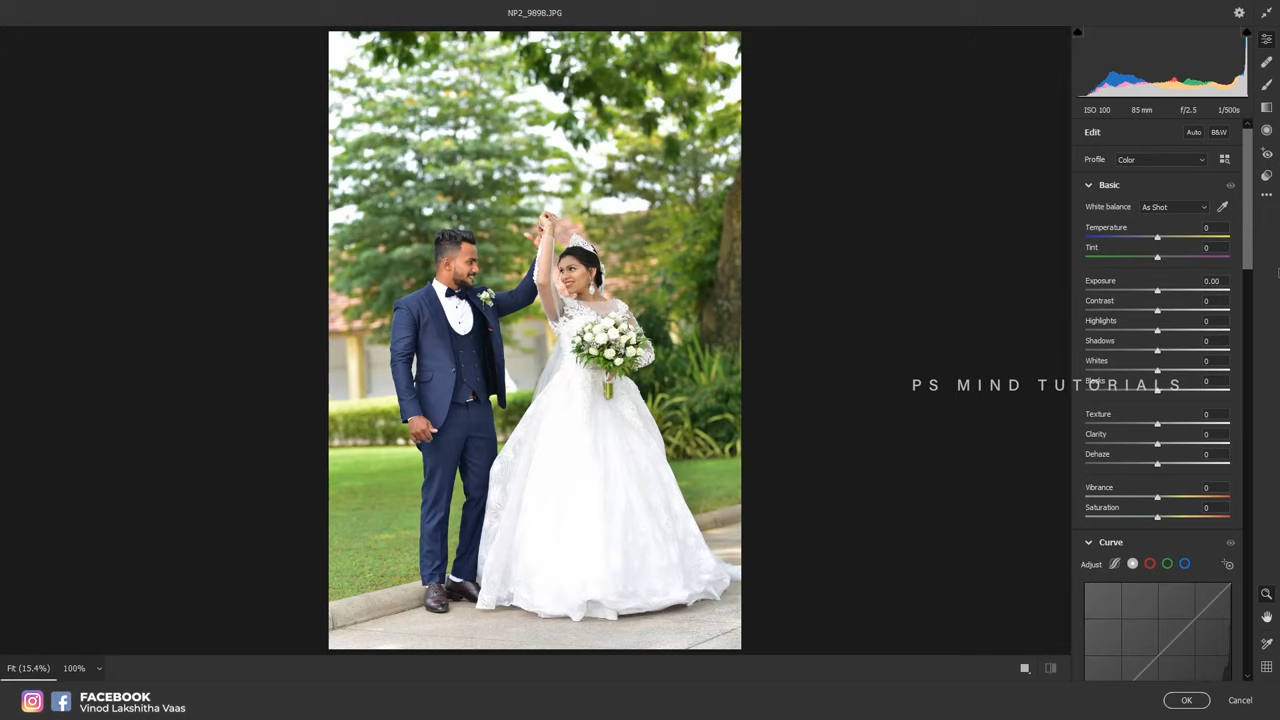 NP2_9898.JPG
ISO 100 85 mm f/2.5 1/500s
Edit Auto B&W
Profile Color
Basic
White balance As Shot
Temperature 0
Tint 0
Exposure 0.00
Contrast 0
Highlights 0
Shadows 0
Whites 0
Blacks 0
PS MIND TUTORIALS
Texture 0
Clarity 0
Dehaze 0
Vibrance 0
Saturation 0
Curve
Adjust
Fit (15.4%) 100%
FACEBOOK
Vinod Lakshitha Vaas
OK Cancel